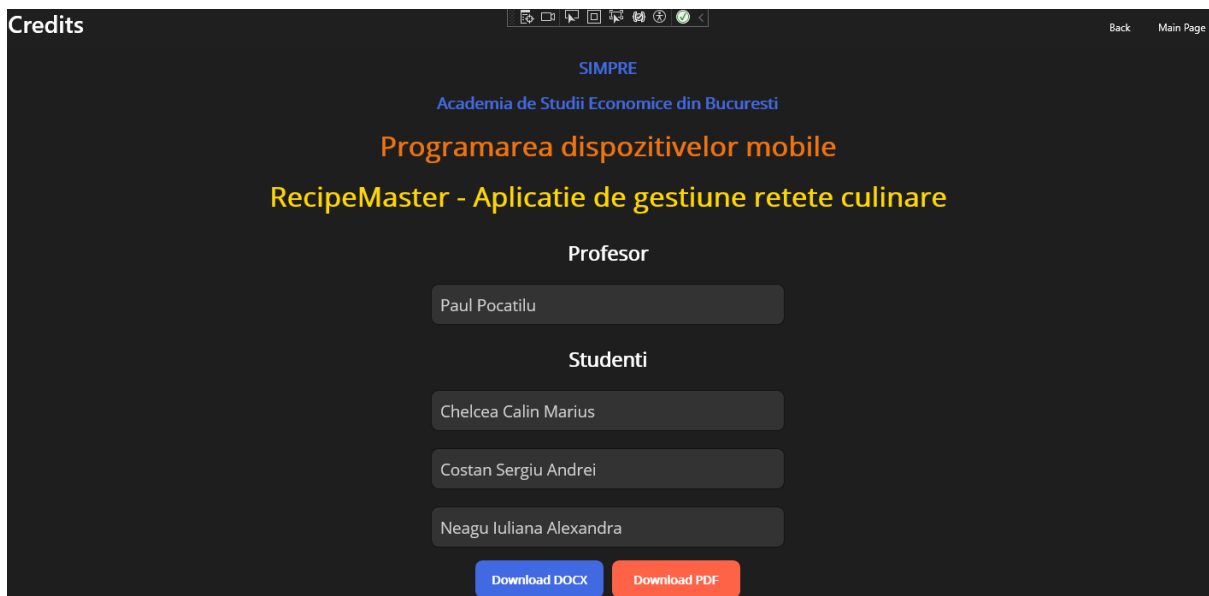 Credits
Back
Main Page
SIMPRE
Academia de Studii Economice din Bucuresti
Programarea dispozitivelor mobile
RecipeMaster - Aplicatie de gestiune retete culinare
Profesor
Paul Pocatilu
Studenti
Chelcea Calin Marius
Costan Sergiu Andrei
Neagu Iuliana Alexandra
Download DOCX
Download PDF